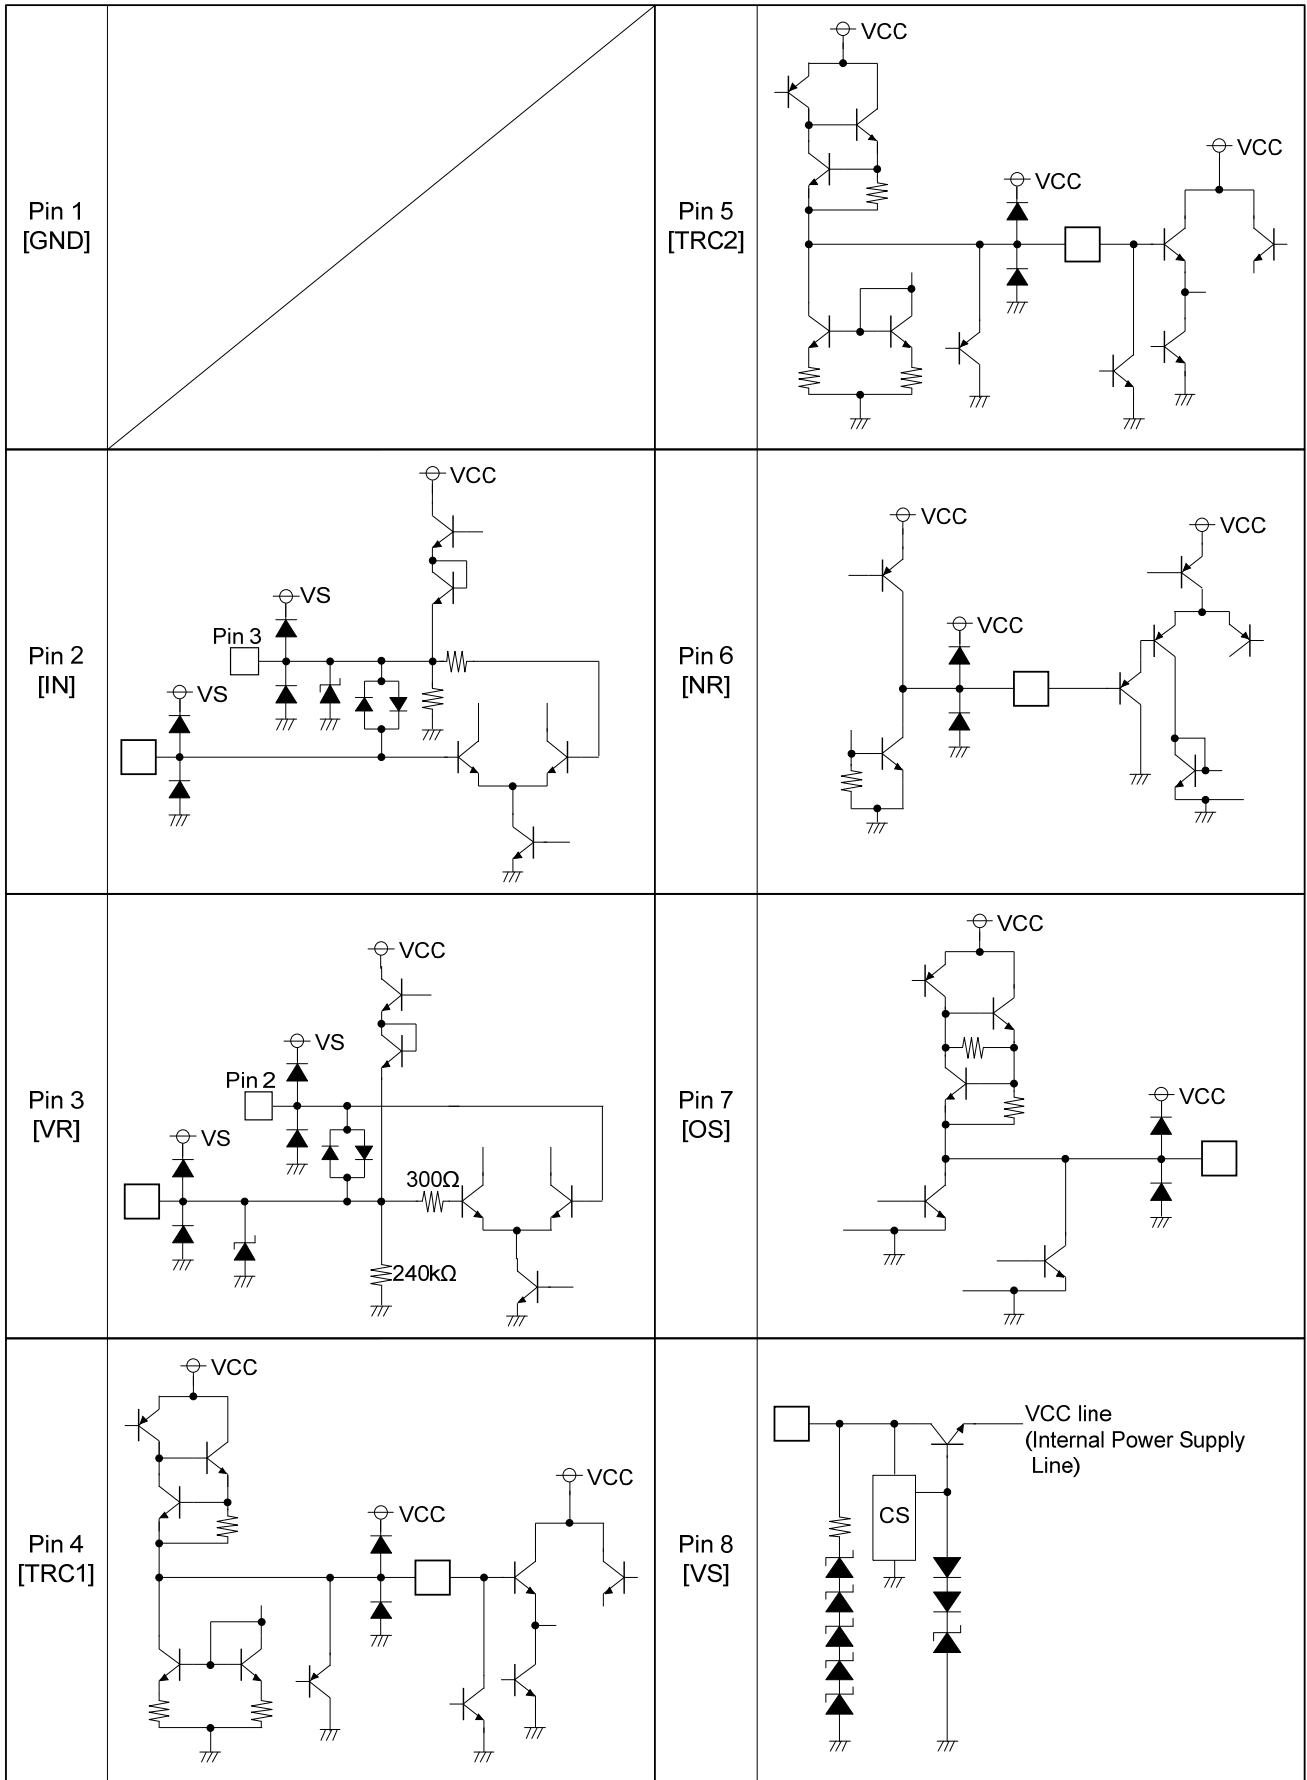 Pin 1
[GND]
Pin 5
[TRC2]
VCC
VCC
VCC
Pin 2
[IN]
VCC
VS
Pin 3
VS
Pin 6
[NR]
VCC
VCC
VCC
Pin 3
[VR]
VCC
VS
Pin 2
VS
300Ω
240kΩ
Pin 7
[OS]
VCC
VCC
Pin 4
[TRC1]
VCC
VCC
VCC
Pin 8
[VS]
VCC line
(Internal Power Supply
Line)
CS